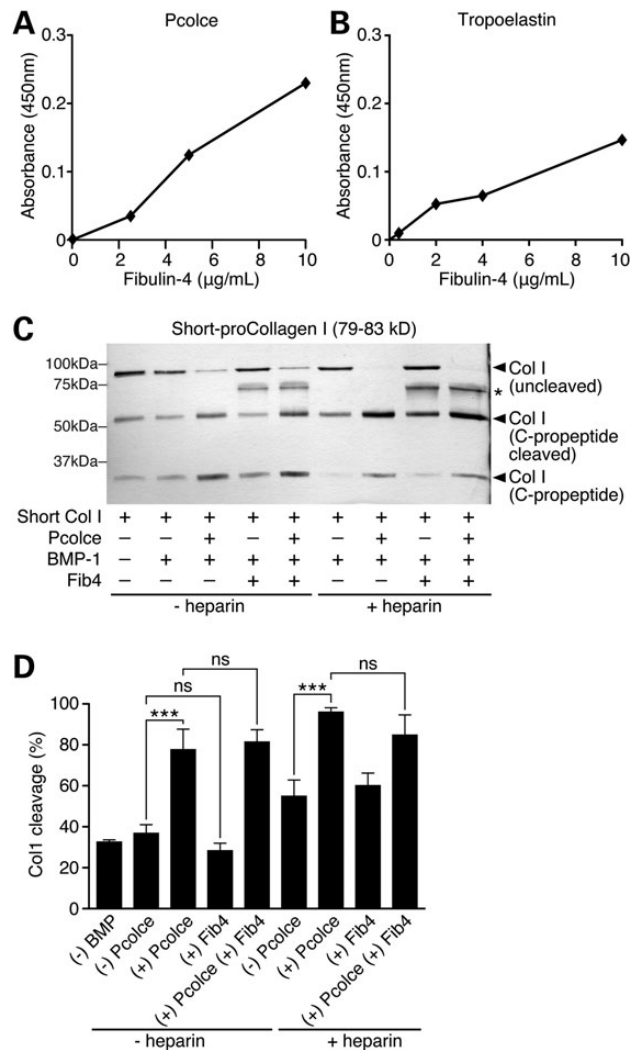 A
Pcolce
Absorbance (450nm)
0.3
0.2
0.1
0
0 2 4 6 8 10
Fibulin-4 (μg/mL)
B
Tropoelastin
Absorbance (450nm)
0.3
0.2
0.1
0
0 2 4 6 8 10
Fibulin-4 (μg/mL)
C
Short-proCollagen I (79-83 kD)
100kDa
75kDa
50kDa
37kDa
Col I
(uncleaved)
*
Col I
(C-propeptide
cleaved)
Col I
(C-propeptide)
Short Col I + + + + + + + + +
Pcolce − − + − + − + − +
BMP-1 − + + + + + + + +
Fib4 − − − + + − − + +
- heparin + heparin
D
Col1 cleavage (%)
100
80
60
40
20
0
ns
ns
***
ns
***
(-) BMP
(-) Pcolce
(+) Pcolce
(+) Fib4
(+) Pcolce (+) Fib4
(-) Pcolce
(+) Pcolce
(+) Fib4
(+) Pcolce (+) Fib4
- heparin + heparin